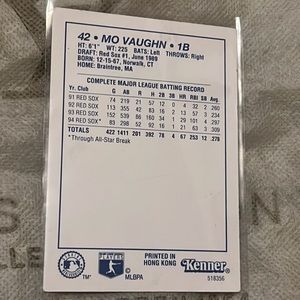 42 • MO VAUGHN • 1B
HT: 6'1" WT: 225 BATS: Left THROWS: Right
DRAFT: Red Sox #1, June 1989
BORN: 12-15-67, Norwalk, CT
HOME: Braintree, MA
COMPLETE MAJOR LEAGUE BATTING RECORD
Yr. Club G AB R H 2B 3B HR RBI SB Avg.
91 RED SOX 74 219 21 57 12 0 4 32 2 .260
92 RED SOX 113 355 42 83 16 2 13 57 3 .234
93 RED SOX 152 539 86 160 34 1 29 101 4 .297
94 RED SOX* 83 298 52 92 16 1 21 63 3 .309
TOTALS 422 1411 201 392 78 4 67 253 12 .278
* Through All-Star Break
TM
PLAYERS
©
MLBPA
PRINTED IN
HONG KONG
Kenner
518356